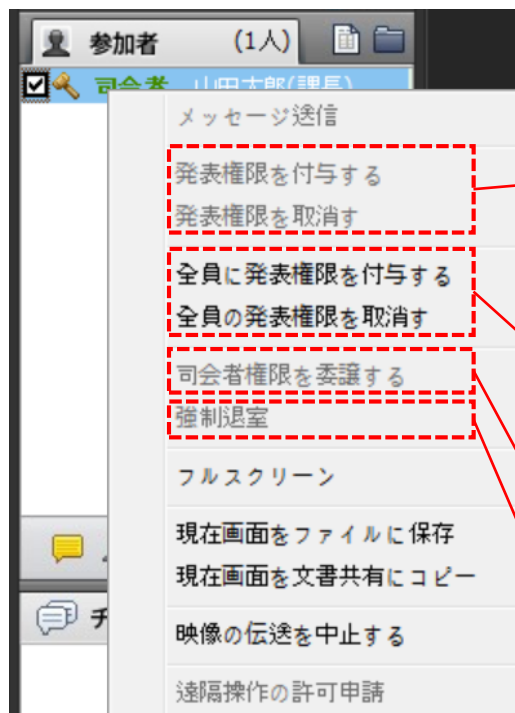 参加者 (1人)
司会者 山田太郎(課長)
メッセージ送信
発表権限を付与する
発表権限を取消す
全員に発表権限を付与する
全員の発表権限を取消す
司会者権限を委譲する
強制退室
フルスクリーン
現在画面をファイルに保存
現在画面を文書共有にコピー
チ
映像の伝送を中止する
遠隔操作の許可申請